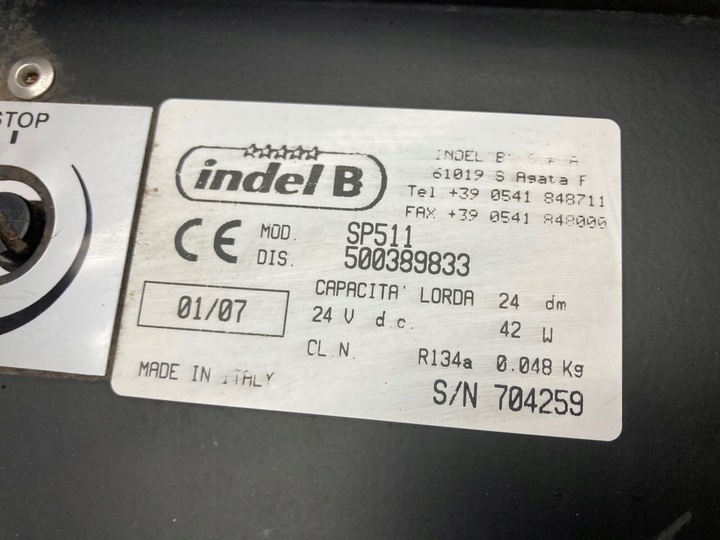 STOP
indel B
INDEL "B"
61019 S Agata F
Tel +39 0541 848711
FAX +39 0541 848000
CE
MOD. SP511
DIS. 500389833
01/07
CAPACITA' LORDA 24 dm
24 V d.c. 42 W
CL.N. R134a 0.048 Kg
MADE IN ITALY
S/N 704259